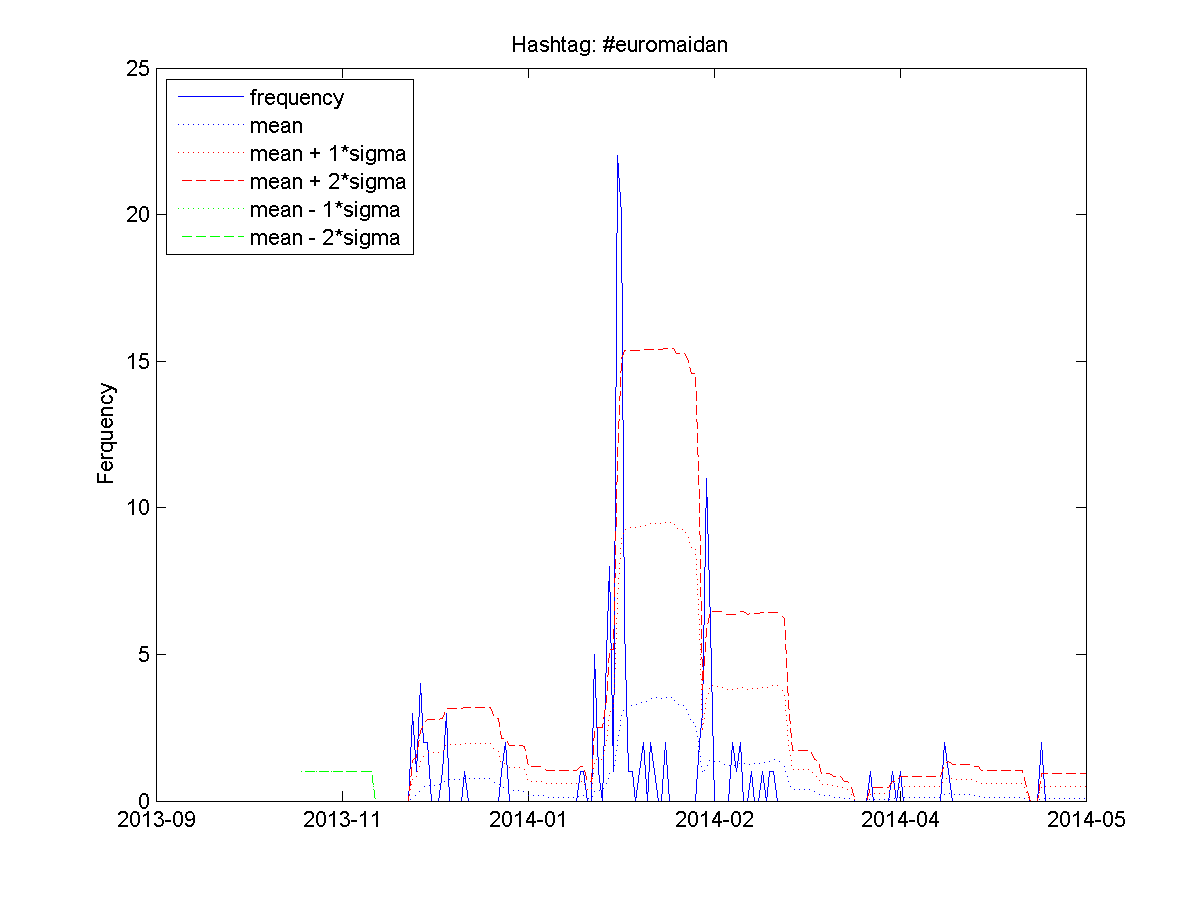 Hashtag: #euromaidan
25
frequency
mean
mean + 1*sigma
mean + 2*sigma
mean - 1*sigma
mean - 2*sigma
20
15
Ferquency
10
5
0
2013-09 2013-11 2014-01 2014-02 2014-04 2014-05